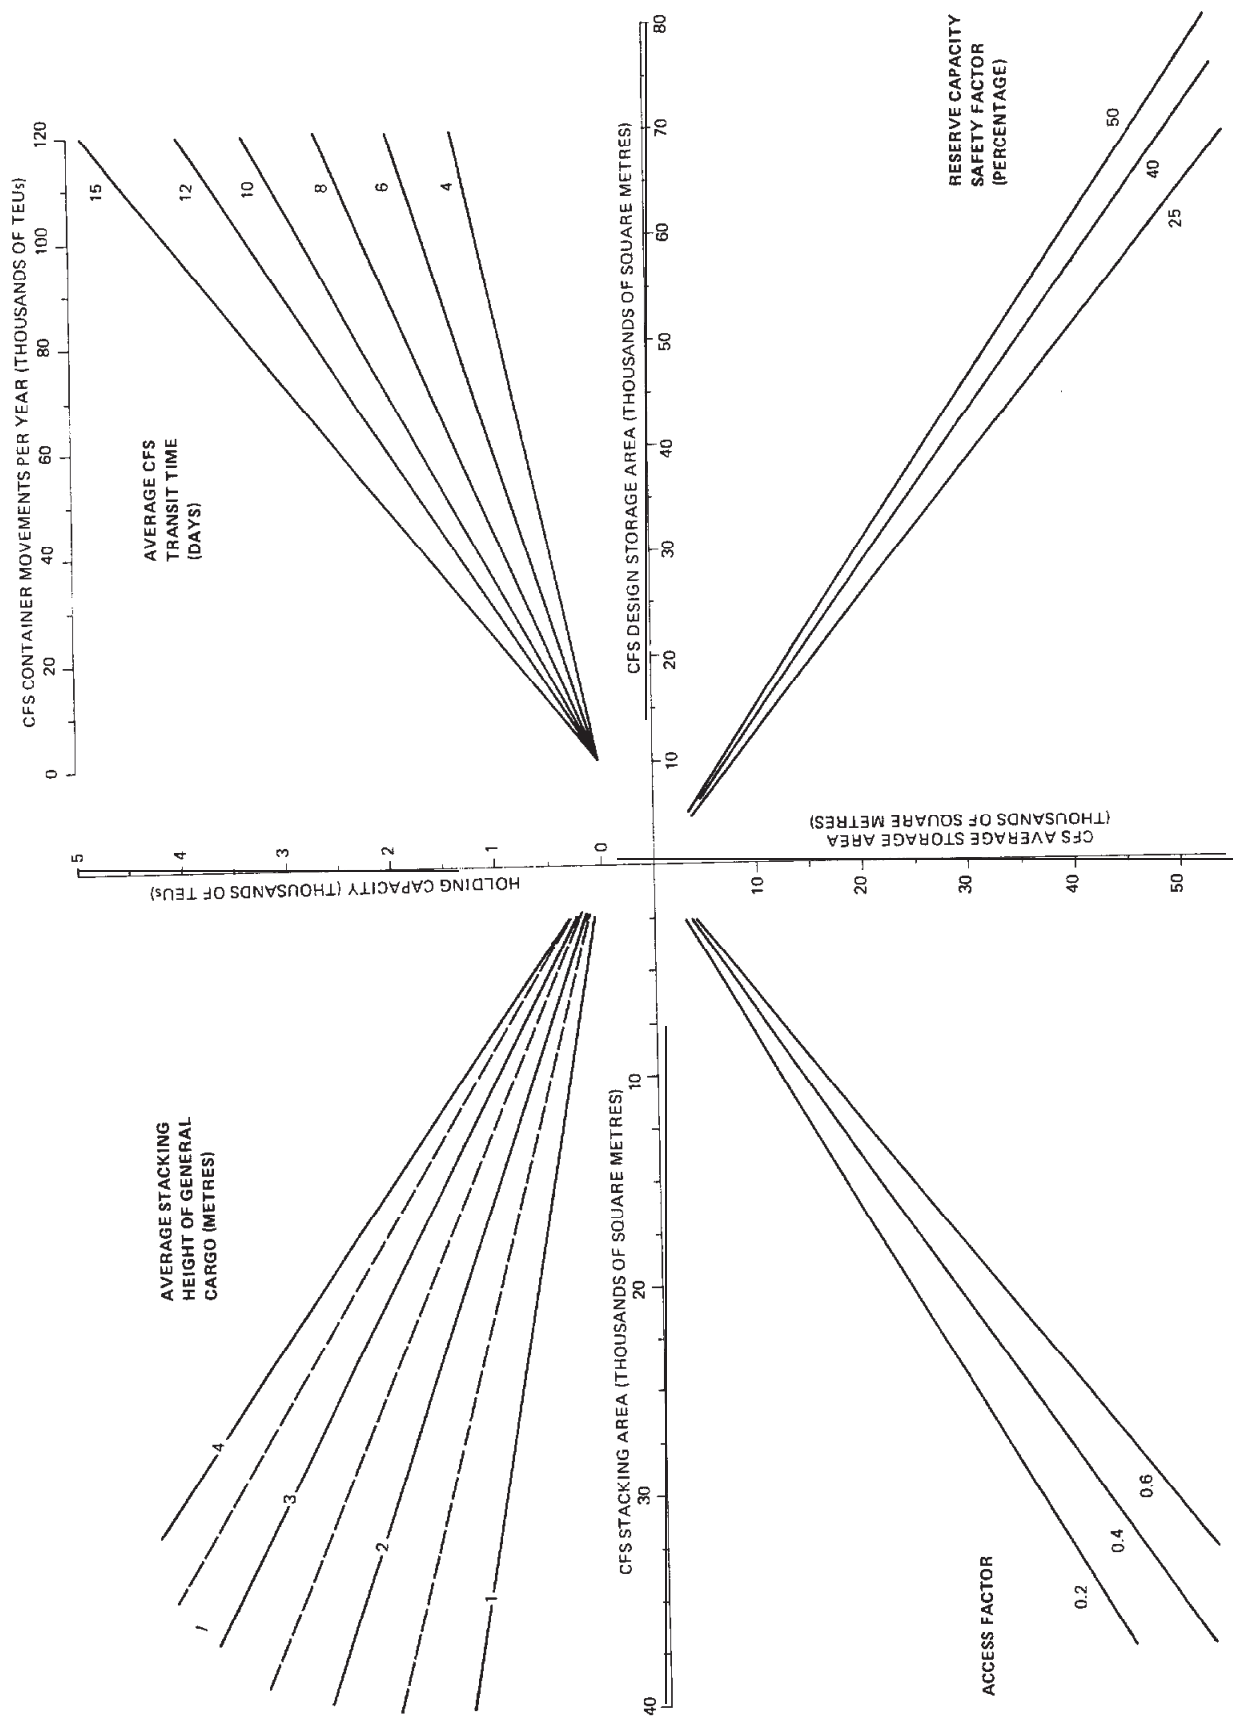 CFS CONTAINER MOVEMENTS PER YEAR (THOUSANDS OF TEUs)
0
20
40
60
80
100
120
AVERAGE CFS
TRANSIT TIME
(DAYS)
15
12
10
8
6
4
HOLDING CAPACITY (THOUSANDS OF TEUs)
5
4
3
2
1
0
AVERAGE STACKING
HEIGHT OF GENERAL
CARGO (METRES)
4
3
2
1
CFS STACKING AREA (THOUSANDS OF SQUARE METRES)
40
30
20
10
CFS DESIGN STORAGE AREA (THOUSANDS OF SQUARE METRES)
10
20
30
40
50
60
70
80
CFS AVERAGE STORAGE AREA
(THOUSANDS OF SQUARE METRES)
10
20
30
40
50
ACCESS FACTOR
0.2
0.4
0.6
RESERVE CAPACITY
SAFETY FACTOR
(PERCENTAGE)
50
40
25